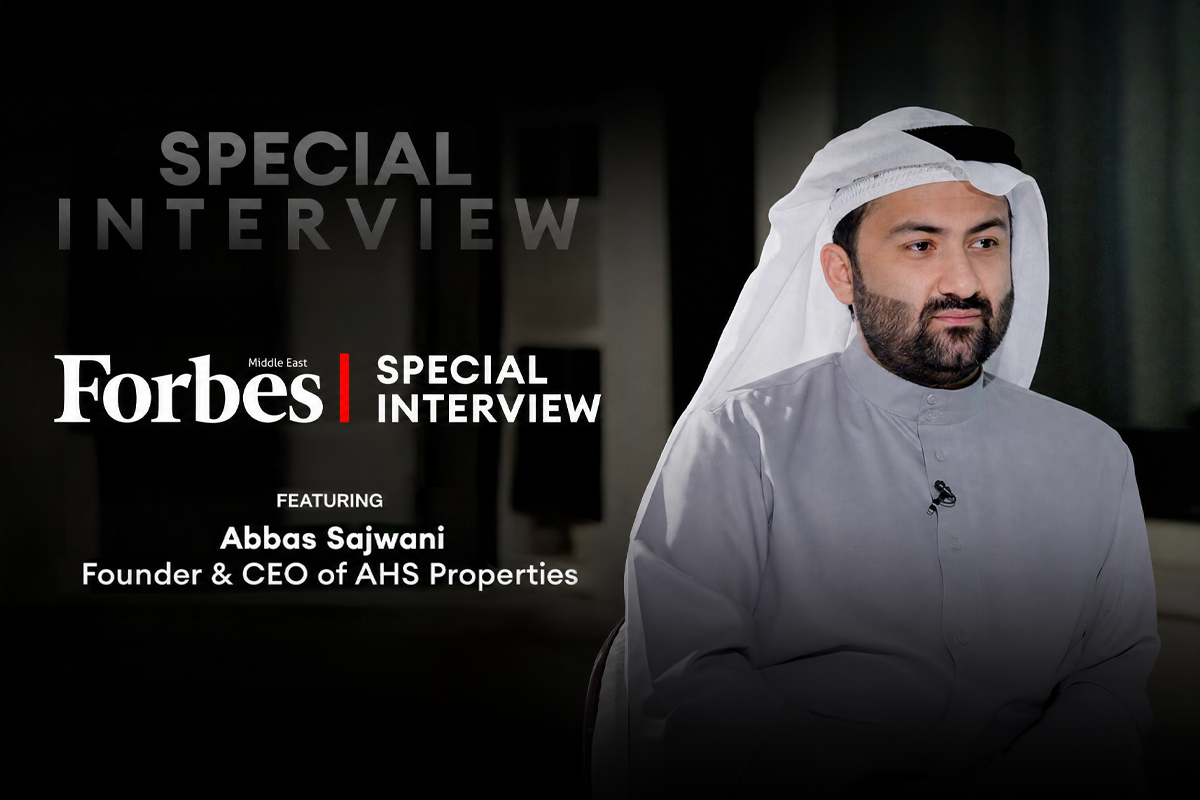 SPECIAL
INTERVIEW
Forbes
Middle East
SPECIAL
INTERVIEW
FEATURING
Abbas Sajwani
Founder & CEO of AHS Properties